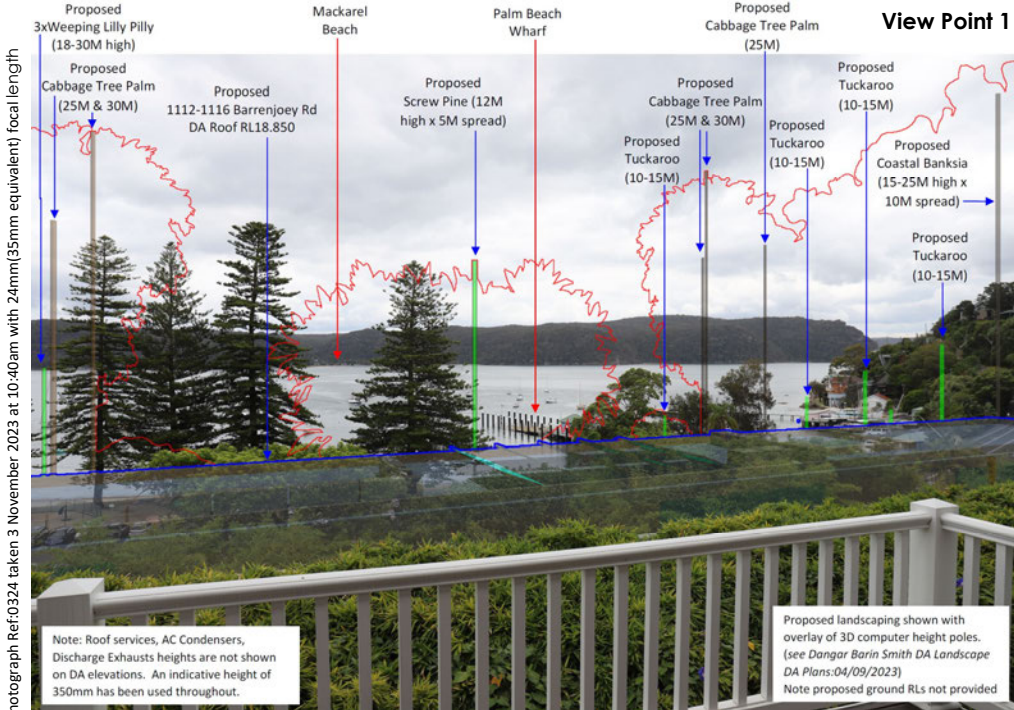 View Point 1
Proposed
3xWeeping Lilly Pilly
(18-30M high)
Mackarel
Beach
Palm Beach
Wharf
Proposed
Cabbage Tree Palm
(25M)
Proposed
Cabbage Tree Palm
(25M & 30M)
Proposed
1112-1116 Barrenjoey Rd
DA Roof RL18.850
Proposed
Screw Pine (12M
high x 5M spread)
Proposed
Cabbage Tree Palm
(25M & 30M)
Proposed
Tuckaroo
(10-15M)
Proposed
Tuckaroo
(10-15M)
Proposed
Tuckaroo
(10-15M)
Proposed
Coastal Banksia
(15-25M high x
10M spread)
Proposed
Tuckaroo
(10-15M)
Ref:0324 taken 3 November 2023 at 10:40am with 24mm(35mm equivalent) focal length
Note: Roof services, AC Condensers,
Discharge Exhausts heights are not shown
on DA elevations. An indicative height of
350mm has been used throughout.
Proposed landscaping shown with
overlay of 3D computer height poles.
(see Dangar Barin Smith DA Landscape
DA Plans:04/09/2023)
Note proposed ground RLs not provided